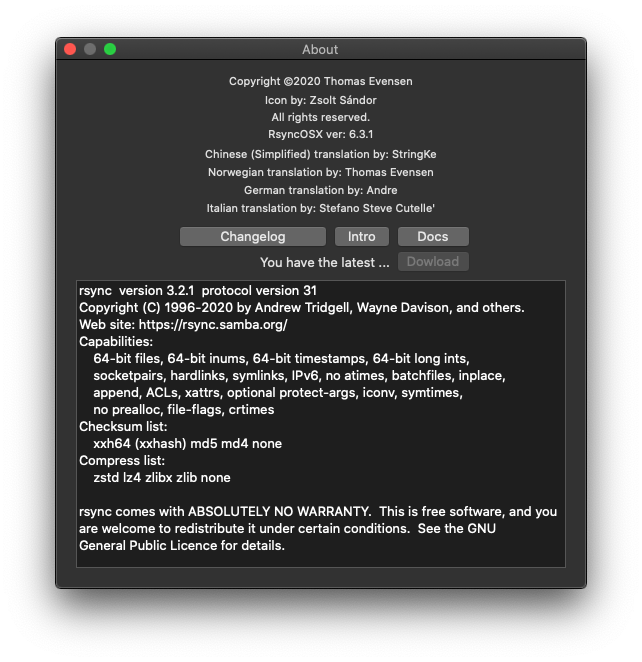 About
Copyright ©2020 Thomas Evensen
Icon by: Zsolt Sándor
All rights reserved.
RsyncOSX ver: 6.3.1
Chinese (Simplified) translation by: StringKe
Norwegian translation by: Thomas Evensen
German translation by: Andre
Italian translation by: Stefano Steve Cutelle'
Changelog Intro Docs
You have the latest ... Dowload
rsync  version 3.2.1  protocol version 31
Copyright (C) 1996-2020 by Andrew Tridgell, Wayne Davison, and others.
Web site: https://rsync.samba.org/
Capabilities:
64-bit files, 64-bit inums, 64-bit timestamps, 64-bit long ints,
socketpairs, hardlinks, symlinks, IPv6, no atimes, batchfiles, inplace,
append, ACLs, xattrs, optional protect-args, iconv, symtimes,
no prealloc, file-flags, crtimes
Checksum list:
xxh64 (xxhash) md5 md4 none
Compress list:
zstd lz4 zlibx zlib none
rsync comes with ABSOLUTELY NO WARRANTY.  This is free software, and you
are welcome to redistribute it under certain conditions.  See the GNU
General Public Licence for details.